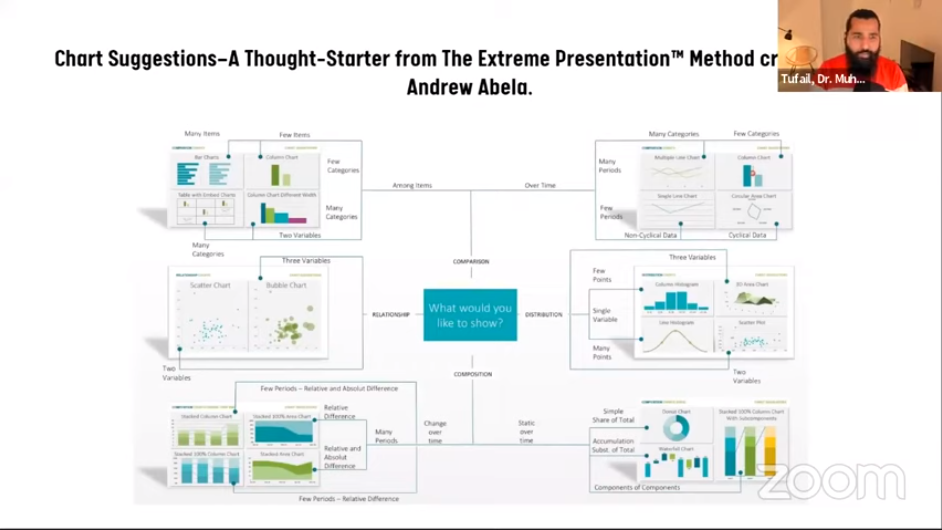 Chart Suggestions–A Thought-Starter from The Extreme Presentation™ Method cr
Andrew Abela.
Tufail, Dr. Muh...
Many Items
Few Items
Bar Charts
Column Chart
Few
Categories
Table with Embed Charts
Column Chart Different Width
Many
Categories
Two Variables
Many
Categories
Among Items
Over Time
Many Categories
Few Categories
Many
Periods
Multiple Line Chart
Column Chart
Few
Periods
Single Line Chart
Circular Area Chart
Non-Cyclical Data
Cyclical Data
COMPARISON
Three Variables
Scatter Chart
Bubble Chart
Two
Variables
RELATIONSHIP
What would you
like to show?
DISTRIBUTION
Three Variables
Few
Points
Column Histogram
3D Area Chart
Single
Variable
Line Histogram
Scatter Plot
Many
Points
Two
Variables
COMPOSITION
Few Periods – Relative and Absolut Difference
Stacked Column Chart
Stacked 100% Area Chart
Relative
Difference
Stacked 100% Column Chart
Stacked Area Chart
Relative and
Absolut
Difference
Many
Periods
Change
over
time
Few Periods – Relative Difference
Static
over
time
Simple
Share of Total
Donut Chart
Stacked 100% Column Chart
With Subcomponents
Accumulation
Subst. of Total
Waterfall Chart
Components of Components
zoom